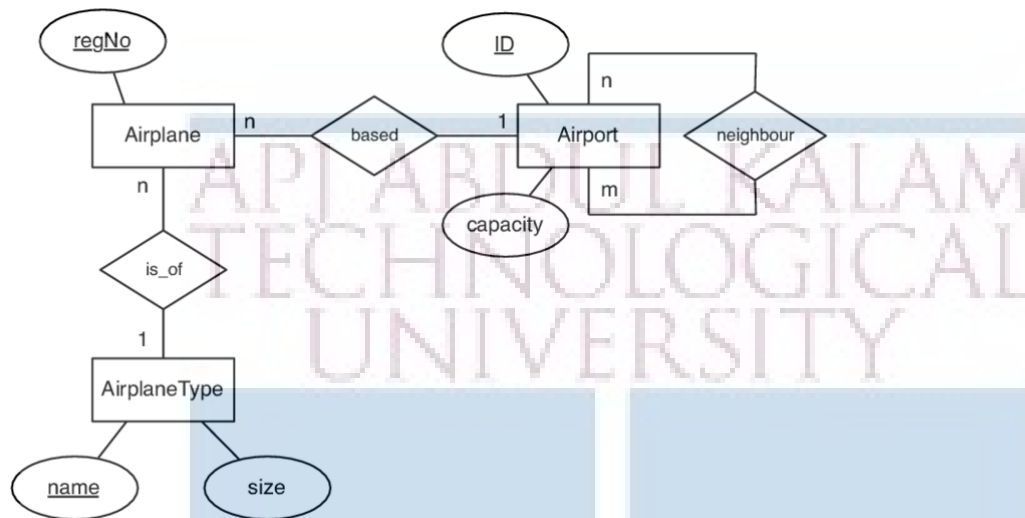 regNo
ID
n
Airplane
n
based
1
Airport
neighbour
n
m
capacity
is_of
1
AirplaneType
name
size
APJ ABDUL KALAM
TECHNOLOGICAL
UNIVERSITY